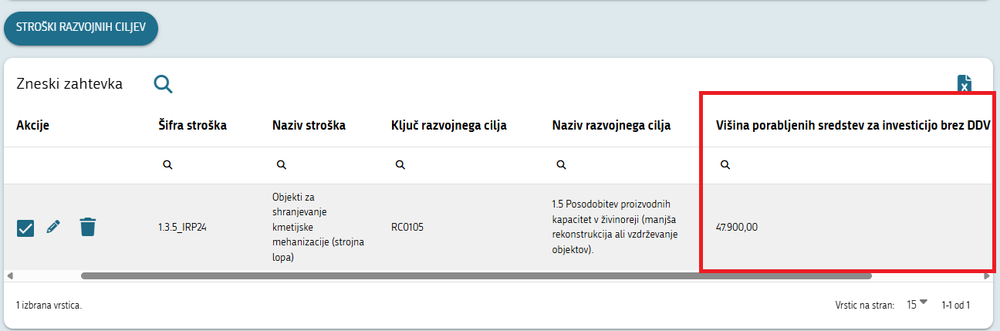 STROŠKI RAZVOJNIH CILJEV
Zneski zahtevka
Akcije Šifra stroška Naziv stroška Ključ razvojnega cilja Naziv razvojnega cilja Višina porabljenih sredstev za investicijo brez DDV
1.3.5_IRP24
Objekti za
shranjevanje
kmetijske
mehanizacije (strojna
lopa)
RC0105
1.5 Posodobitev proizvodnih
kapacitet v živinoreji (manjša
rekonstrukcija ali vzdrževanje
objektov).
47.900,00
1 izbrana vrstica.
Vrstic na stran: 15 1-1 od 1